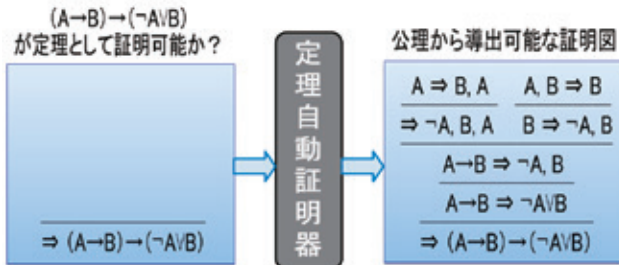 (A→B)→(¬A∨B)
が定理として証明可能か？
⇒ (A→B)→(¬A∨B)
定理自動証明器
公理から導出可能な証明図
A ⇒ B, A A, B ⇒ B
⇒ ¬A, B, A B ⇒ ¬A, B
A→B ⇒ ¬A, B
A→B ⇒ ¬A∨B
⇒ (A→B)→(¬A∨B)